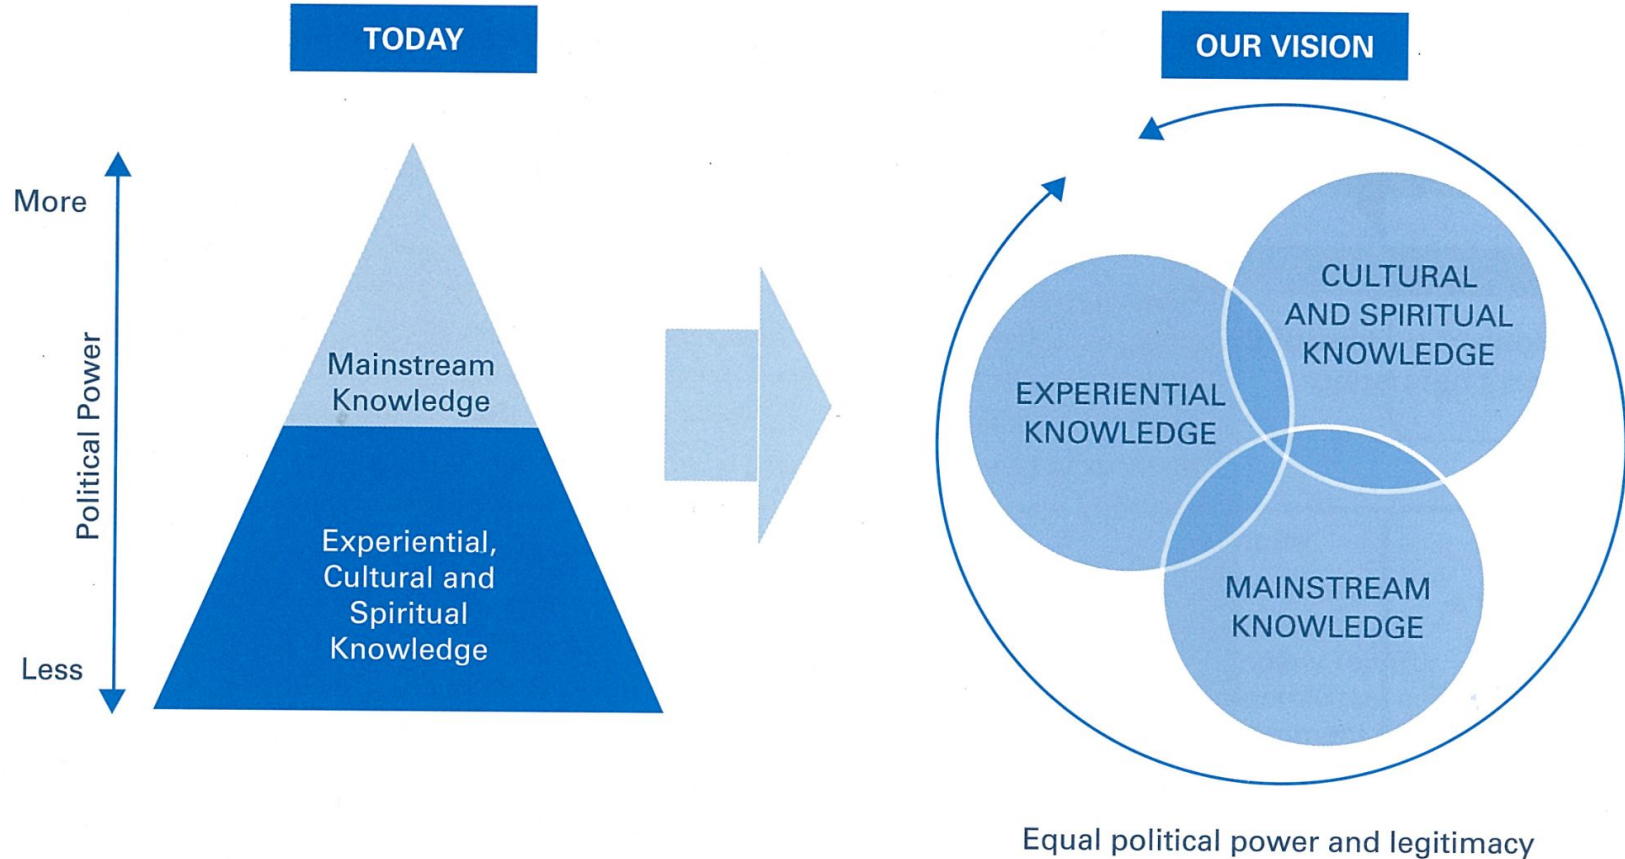 TODAY
More
Political Power
Less
Mainstream
Knowledge
Experiential,
Cultural and
Spiritual
Knowledge
OUR VISION
CULTURAL
AND SPIRITUAL
KNOWLEDGE
EXPERIENTIAL
KNOWLEDGE
MAINSTREAM
KNOWLEDGE
Equal political power and legitimacy